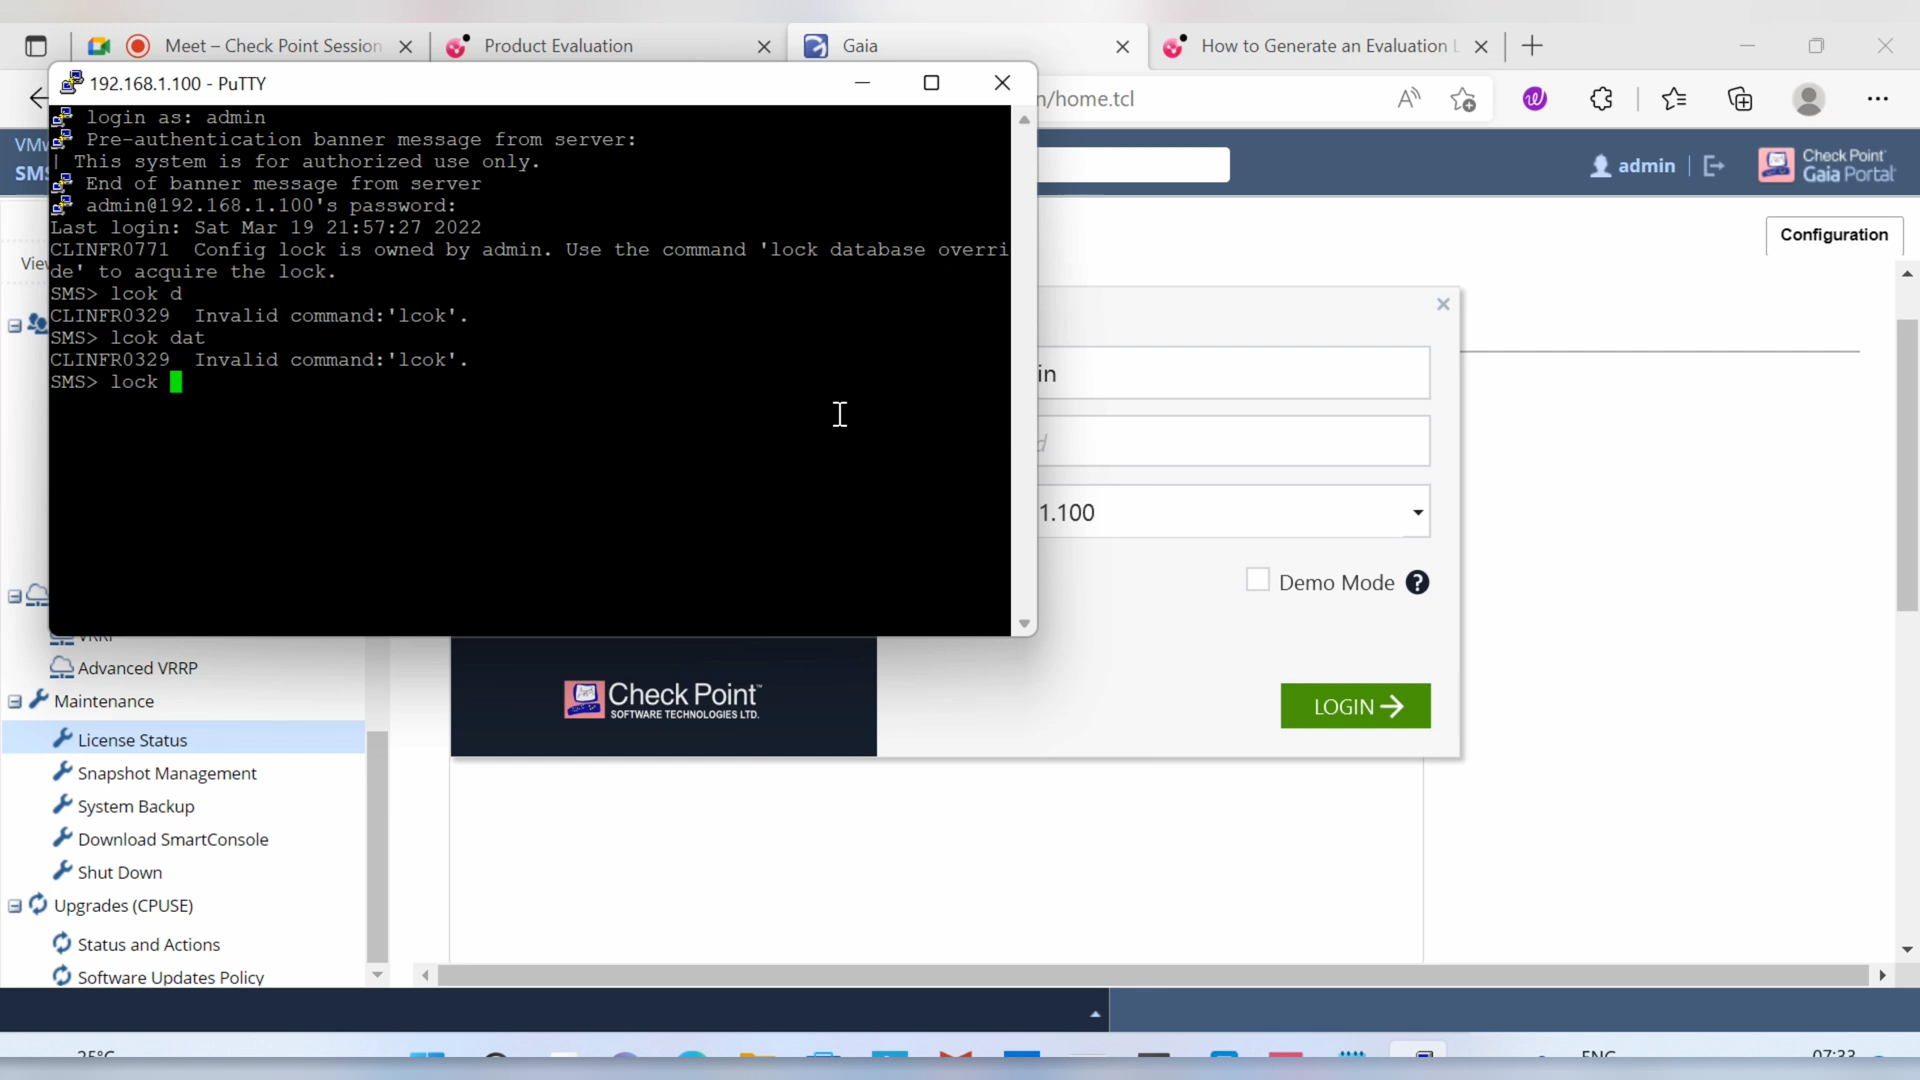 Meet – Check Point Session
Product Evaluation
Gaia
How to Generate an Evaluation L
192.168.1.100 - PuTTY
n/home.tcl
login as: admin
Pre-authentication banner message from server:
| This system is for authorized use only.
End of banner message from server
admin@192.168.1.100's password:
Last login: Sat Mar 19 21:57:27 2022
CLINFR0771  Config lock is owned by admin. Use the command 'lock database overri
de' to acquire the lock.
SMS> lcok d
CLINFR0329  Invalid command:'lcok'.
SMS> lcok dat
CLINFR0329  Invalid command:'lcok'.
SMS> lock
SMS
admin
Check Point
Gaia Portal
Configuration
in
d
1.100
Demo Mode
LOGIN
Check Point
SOFTWARE TECHNOLOGIES LTD.
Advanced VRRP
Maintenance
License Status
Snapshot Management
System Backup
Download SmartConsole
Shut Down
Upgrades (CPUSE)
Status and Actions
Software Updates Policy
25°C
ENG
07:33